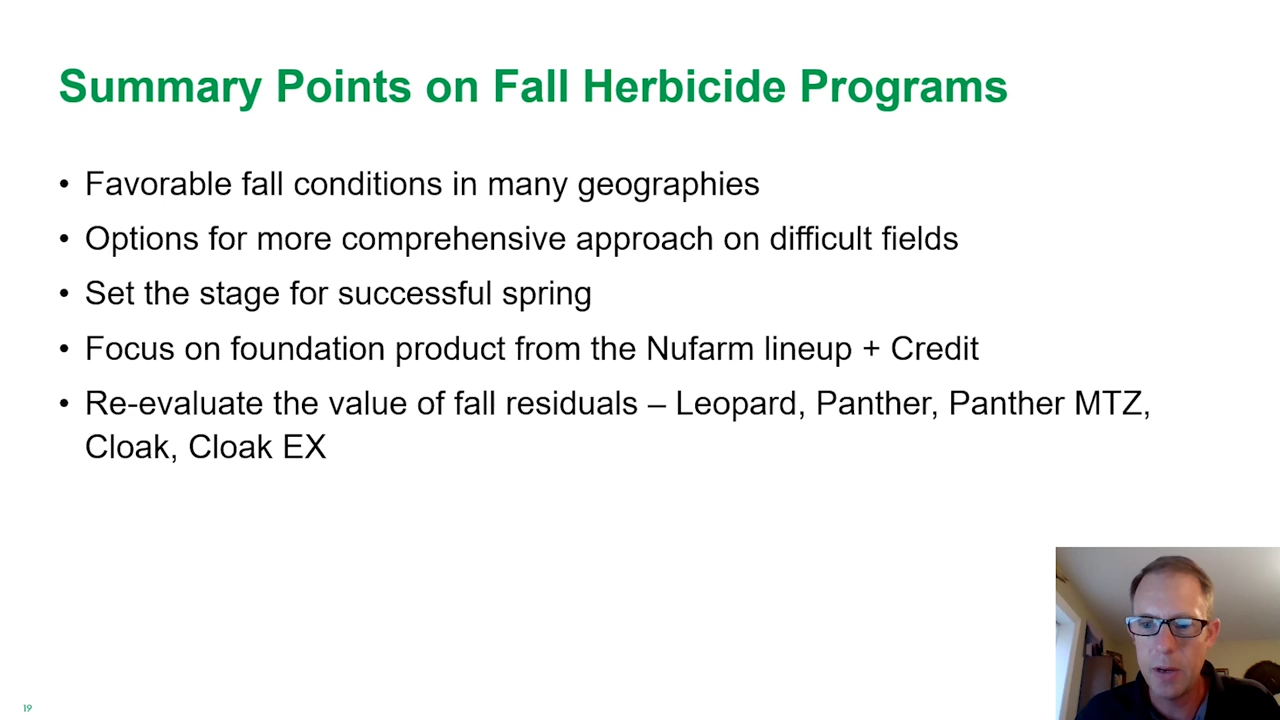 Summary Points on Fall Herbicide Programs
• Favorable fall conditions in many geographies
• Options for more comprehensive approach on difficult fields
• Set the stage for successful spring
• Focus on foundation product from the Nufarm lineup + Credit
• Re-evaluate the value of fall residuals – Leopard, Panther, Panther MTZ,
Cloak, Cloak EX
19